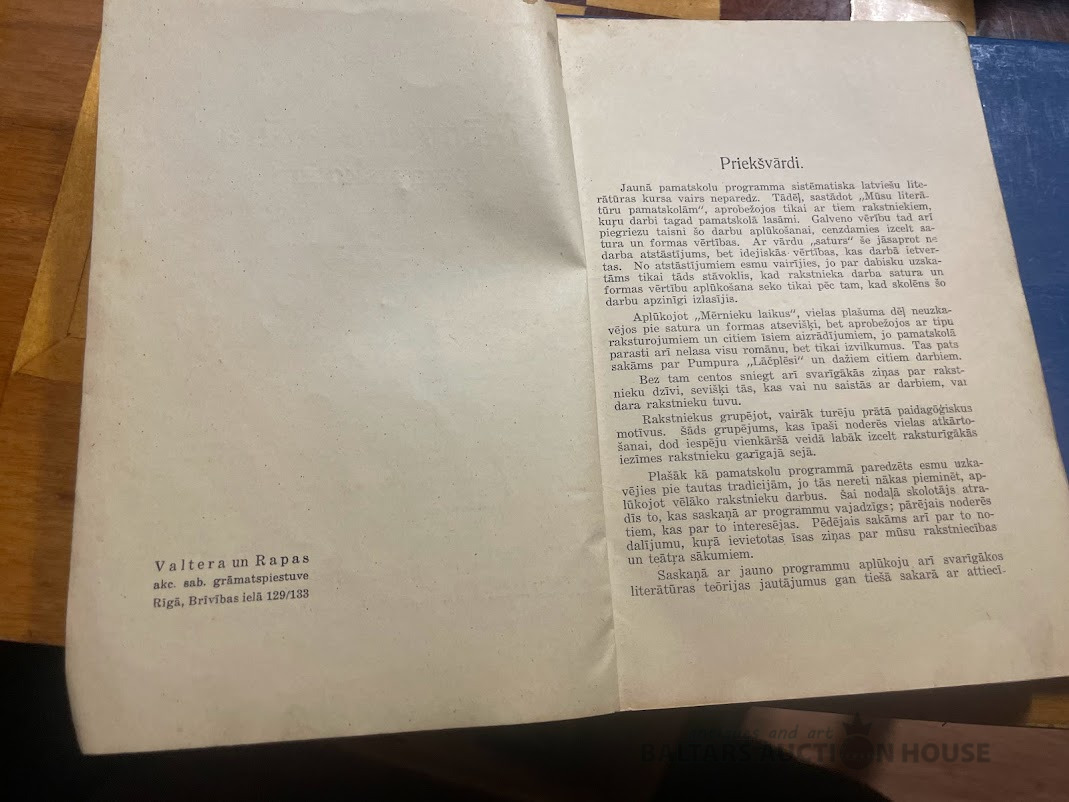 Valtera un Rapas
akc. sab. grāmatspiestuve
Rīgā, Brīvības ielā 129/133
Priekšvārdi.
Jaunā pamatskolu programma sistēmatiska latviešu lite-
rātūras kursa vairs neparedz. Tādēļ, sastādot „Mūsu literā-
tūru pamatskolām“, aprobežojos tikai ar tiem rakstniekiem,
kuŗu darbi tagad pamatskolā lasāmi. Galveno vērību tad arī
piegriezu taisni šo darbu aplūkošanai, cenzdamies izcelt sa-
tura un formas vērtības. Ar vārdu „saturs“ še jāsaprot ne
darba atstāstījums, bet idejiskās vērtības, kas darbā ietver-
tas. No atstāstījumiem esmu vairījies, jo par dabisku uzska-
tāms tikai tāds stāvoklis, kad rakstnieka darba satura un
formas vērtību aplūkošana seko tikai pēc tam, kad skolēns šo
darbu apzinīgi izlasījis.
Aplūkojot „Mērnieku laikus“, vielas plašuma dēļ neuzka-
vējos pie satura un formas atsevišķi, bet aprobežojos ar tipu
raksturojumiem un citiem īsiem aizrādījumiem, jo pamatskolā
parasti arī nelasa visu romānu, bet tikai izvilkumus. Tas pats
sakāms par Pumpura „Lāčplēsi“ un dažiem citiem darbiem.
Bez tam centos sniegt arī svarīgākās ziņas par rakst-
nieku dzīvi, sevišķi tās, kas vai nu saistās ar darbiem, vai
dara rakstnieku tuvu.
Rakstniekus grupējot, vairāk turēju prātā paidagōģiskus
motīvus. Šāds grupējums, kas īpaši noderēs vielas atkārto-
šanai, dod iespēju vienkāršā veidā labāk izcelt raksturīgākās
iezīmes rakstnieku garīgajā sejā.
Plašāk kā pamatskolu programmā paredzēts esmu uzka-
vējies pie tautas tradicijām, jo tās nereti nākas pieminēt, ap-
lūkojot vēlāko rakstnieku darbus. Šai nodaļā skolotājs atra-
dīs to, kas saskaņā ar programmu vajadzīgs; pārējais noderēs
tiem, kas par to interesējas. Pēdējais sakāms arī par to no-
dalījumu, kuŗā ievietotas īsas ziņas par mūsu rakstniecības
un teātŗa sākumiem.
Saskaņā ar jauno programmu aplūkoju arī svarīgākos
literātūras teōrijas jautājumus gan tiešā sakarā ar attiecī-
antiques and art
BALTARS AUCTION HOUSE